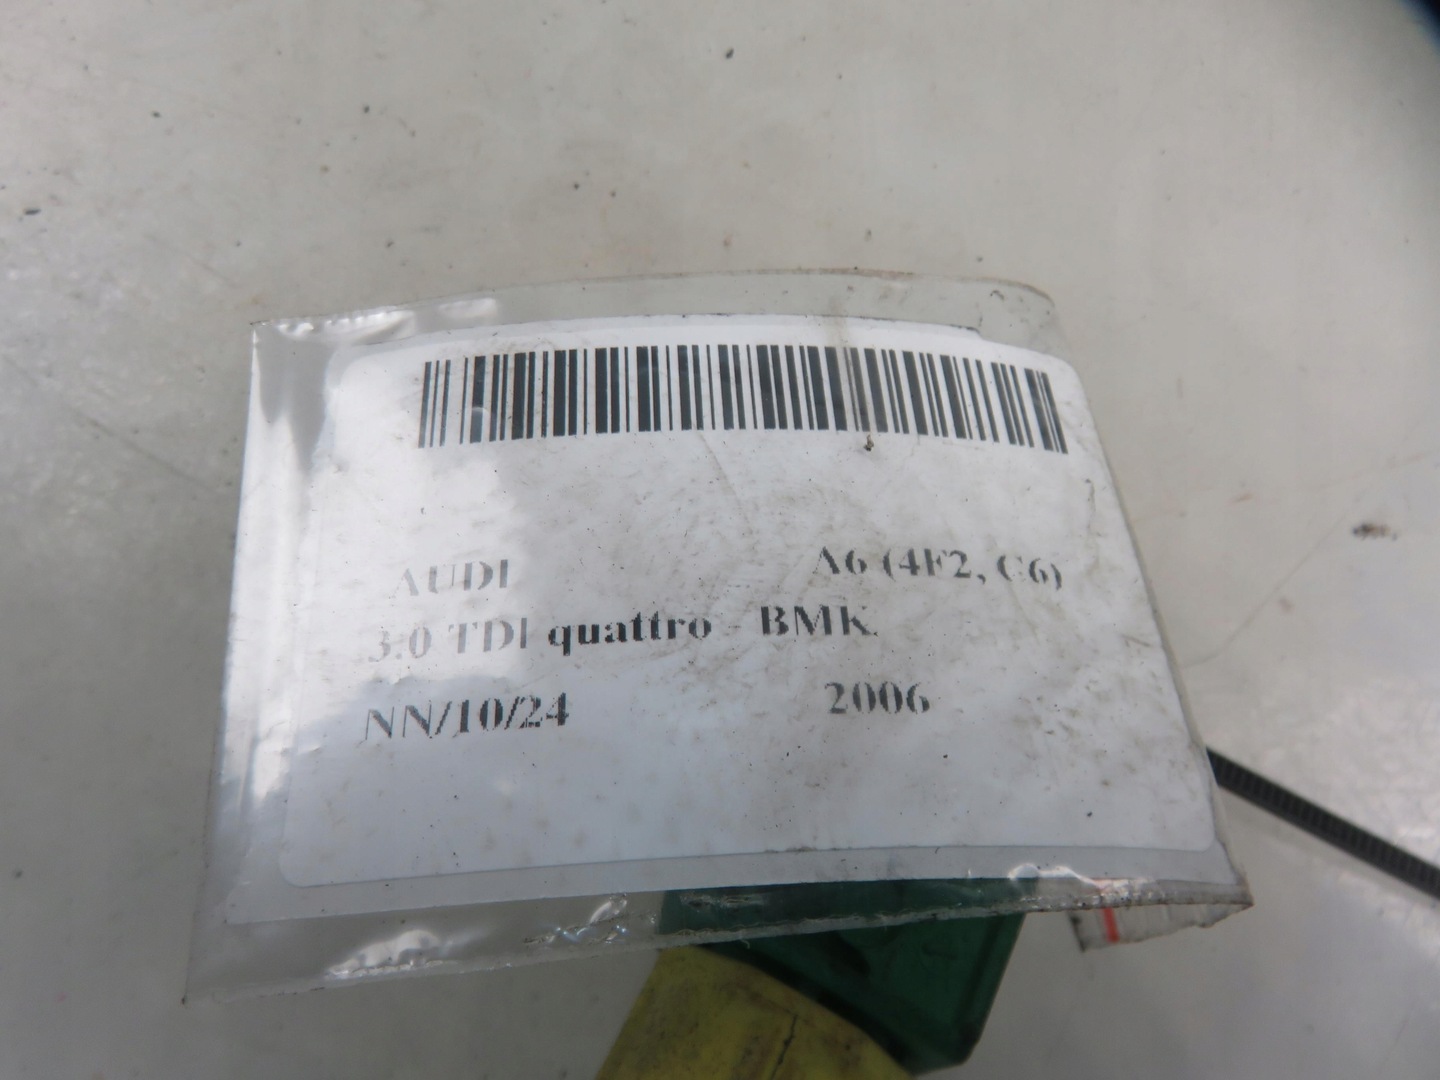 AUDI A6 (4F2, C6)
3.0 TDI quattro - BMK
NN/10/24 2006